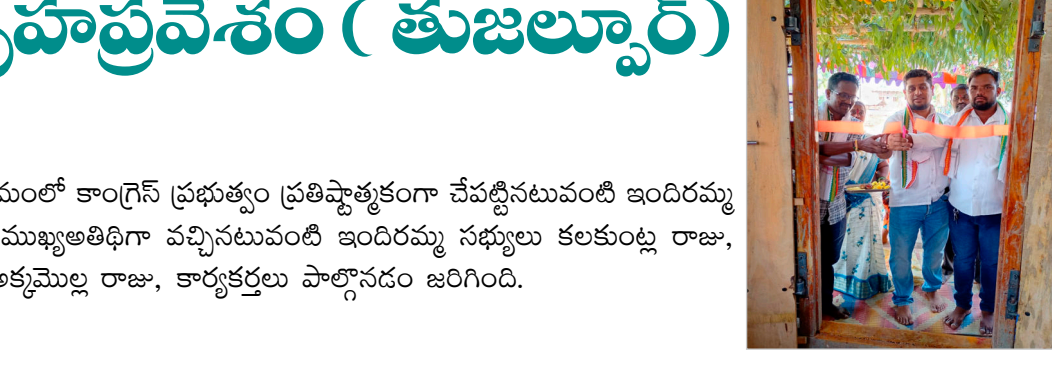 గృహప్రవేశం ( తుజల్పూర్)
మంలో కాంగ్రెస్ ప్రభుత్వం ప్రతిష్టాత్మకంగా చేపట్టినటువంటి ఇందిరమ్మ
ముఖ్యఅతిథిగా వచ్చినటువంటి ఇందిరమ్మ సభ్యులు కలకుంట్ల రాజు,
అక్కమొల్ల రాజు, కార్యకర్తలు పాల్గొనడం జరిగింది.